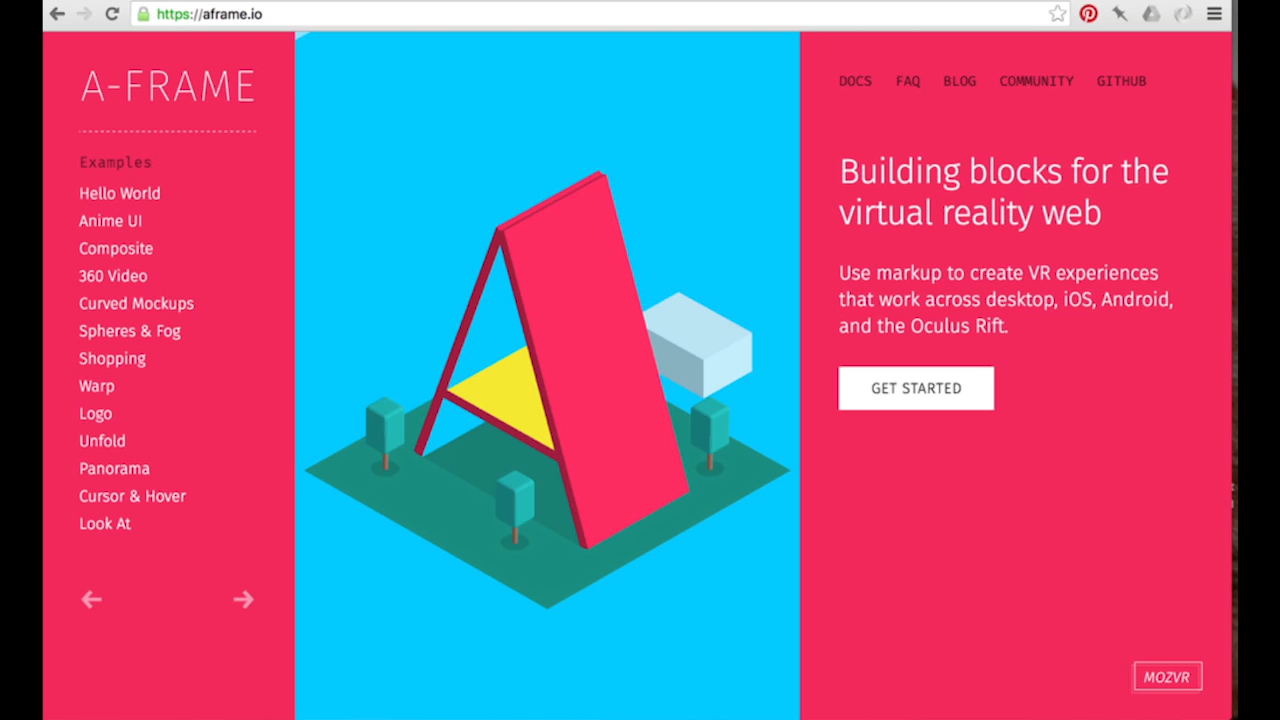 https://aframe.io
A-FRAME
Examples
Hello World
Anime UI
Composite
360 Video
Curved Mockups
Spheres & Fog
Shopping
Warp
Logo
Unfold
Panorama
Cursor & Hover
Look At
DOCS FAQ BLOG COMMUNITY GITHUB
Building blocks for the
virtual reality web
Use markup to create VR experiences
that work across desktop, iOS, Android,
and the Oculus Rift.
GET STARTED
MOZVR